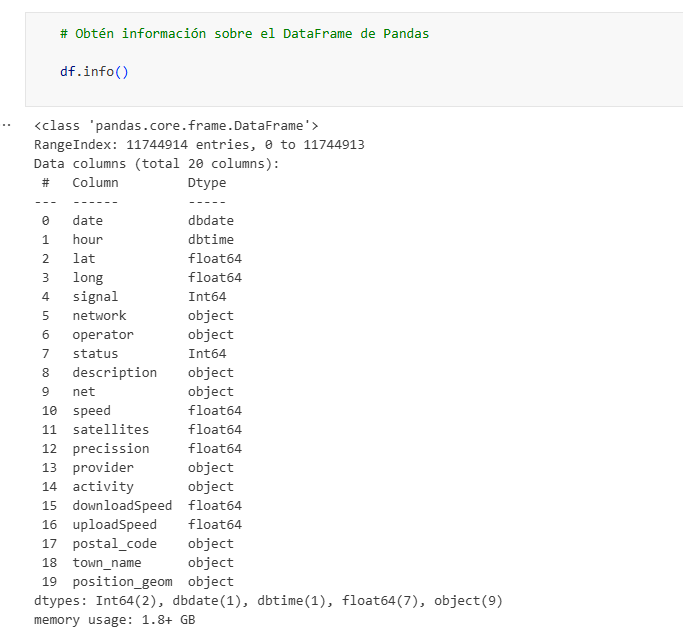 # Obtén información sobre el DataFrame de Pandas
df.info()
<class 'pandas.core.frame.DataFrame'>
RangeIndex: 11744914 entries, 0 to 11744913
Data columns (total 20 columns):
 #   Column         Dtype
---  ------         -----
 0   date           dbdate
 1   hour           dbtime
 2   lat            float64
 3   long           float64
 4   signal         Int64
 5   network        object
 6   operator       object
 7   status         Int64
 8   description    object
 9   net            object
 10  speed          float64
 11  satellites     float64
 12  precission     float64
 13  provider       object
 14  activity       object
 15  downloadSpeed  float64
 16  uploadSpeed    float64
 17  postal_code    object
 18  town_name      object
 19  position_geom  object
dtypes: Int64(2), dbdate(1), dbtime(1), float64(7), object(9)
memory usage: 1.8+ GB